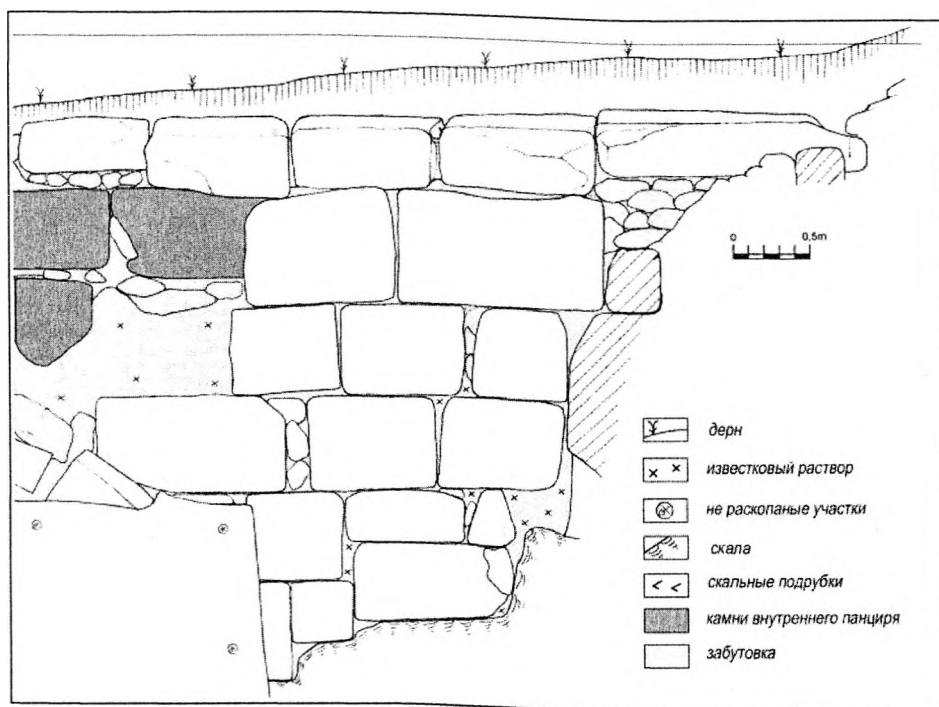 0 0,5m
дерн
известковый раствор
не раскопаные участки
скала
скальные подрубки
камни внутреннего панциря
забутовка